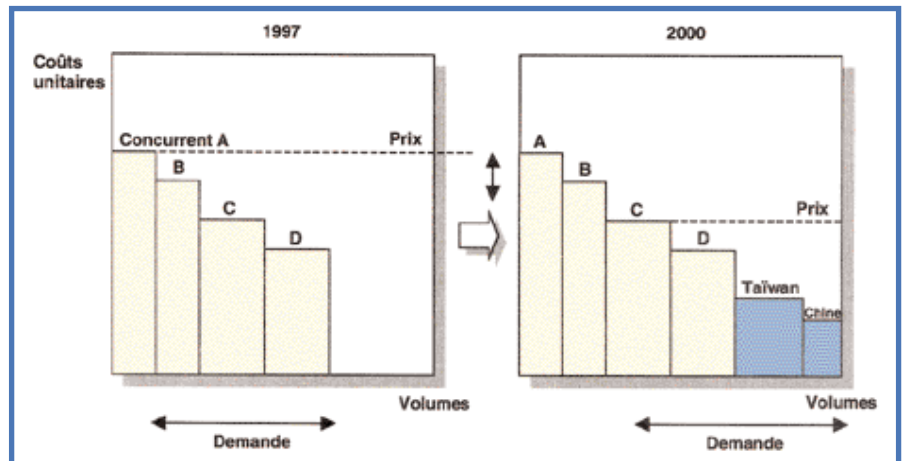 1997
Coûts
unitaires
Concurrent A
Prix
B
C
D
Volumes
Demande
2000
A
B
C
Prix
D
Taïwan
Chine
Volumes
Demande